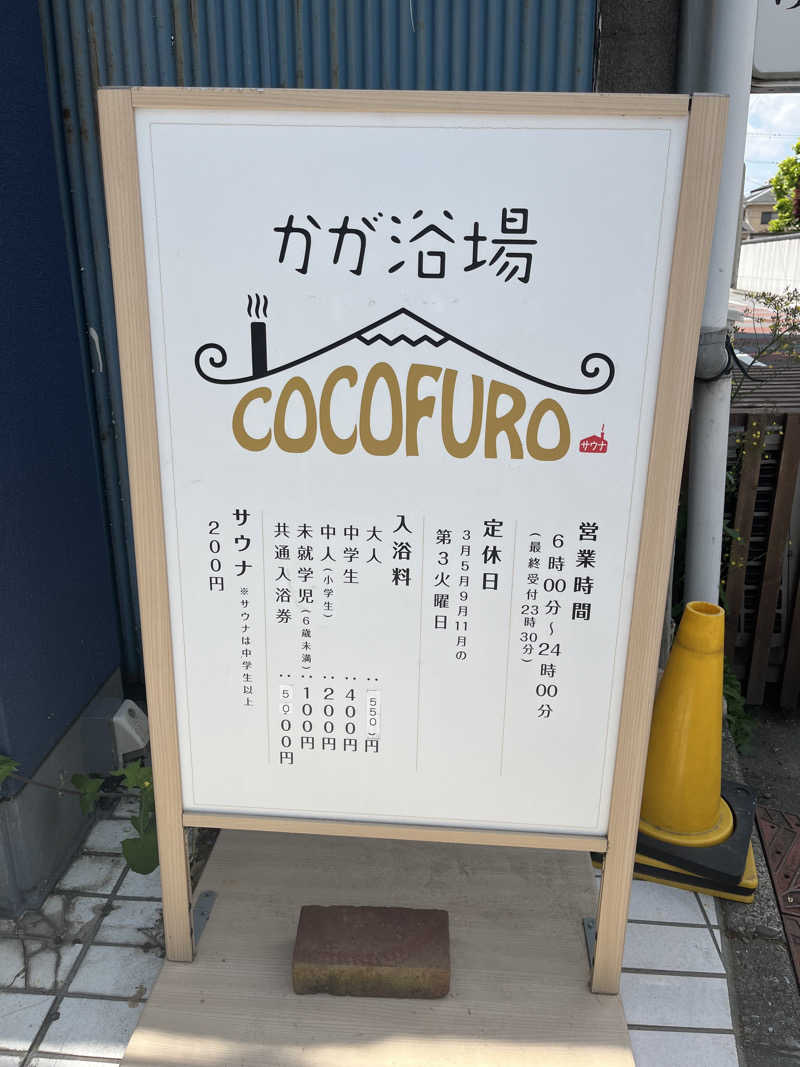 かが浴場
COCOFURO
サウナ
営業時間
6時00分～24時00分
(最終受付23時30分)
定休日
3月5月9月11月の
第3火曜日
入浴料
大人：550円
中学生：400円
中人(小学生)：200円
未就学児(6歳未満)：100円
共通入浴券：5000円
サウナ ※サウナは中学生以上
200円